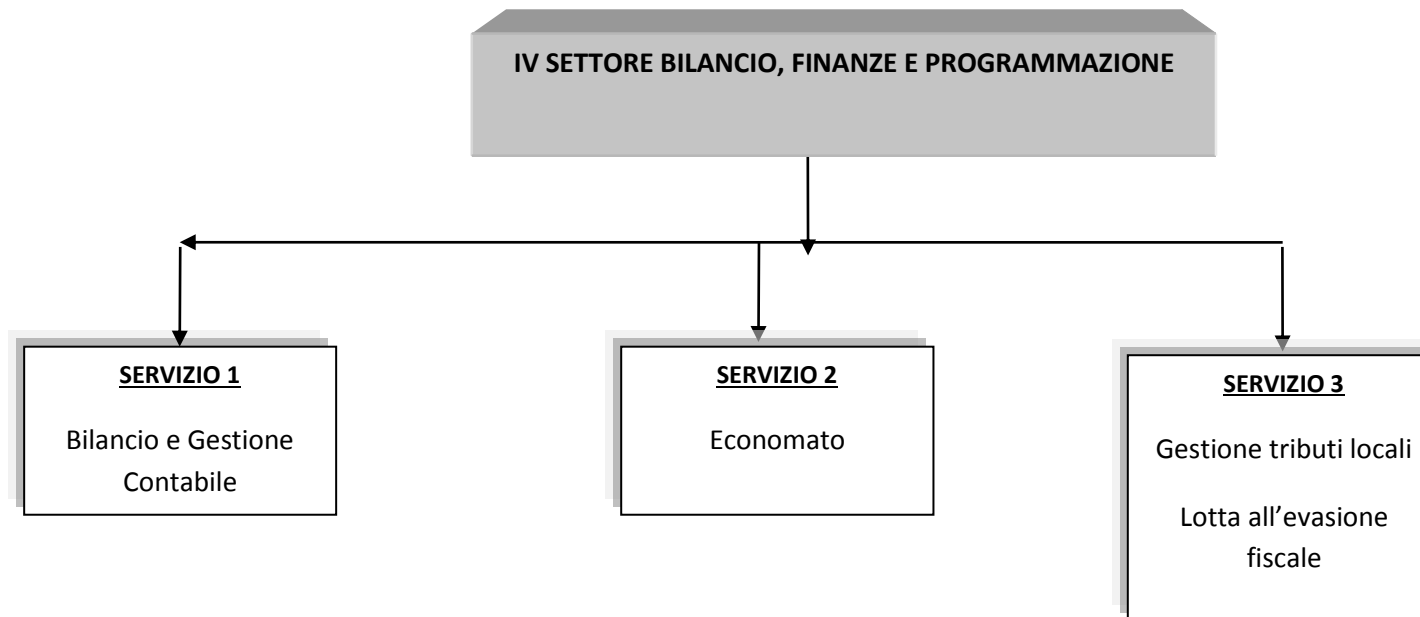 IV SETTORE BILANCIO, FINANZE E PROGRAMMAZIONE
SERVIZIO 1
Bilancio e Gestione
Contabile
SERVIZIO 2
Economato
SERVIZIO 3
Gestione tributi locali
Lotta all’evasione
fiscale